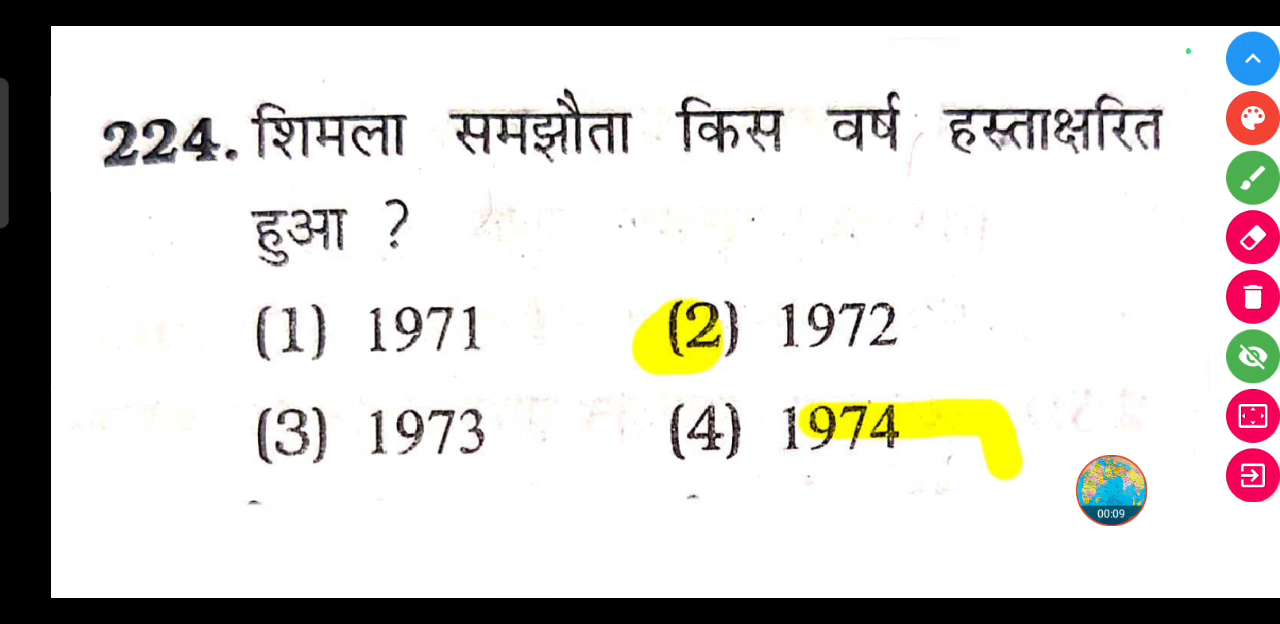 224. शिमला समझौता किस वर्ष हस्ताक्षरित
हुआ ?
(1) 1971 (2) 1972
(3) 1973 (4) 1974
00:09